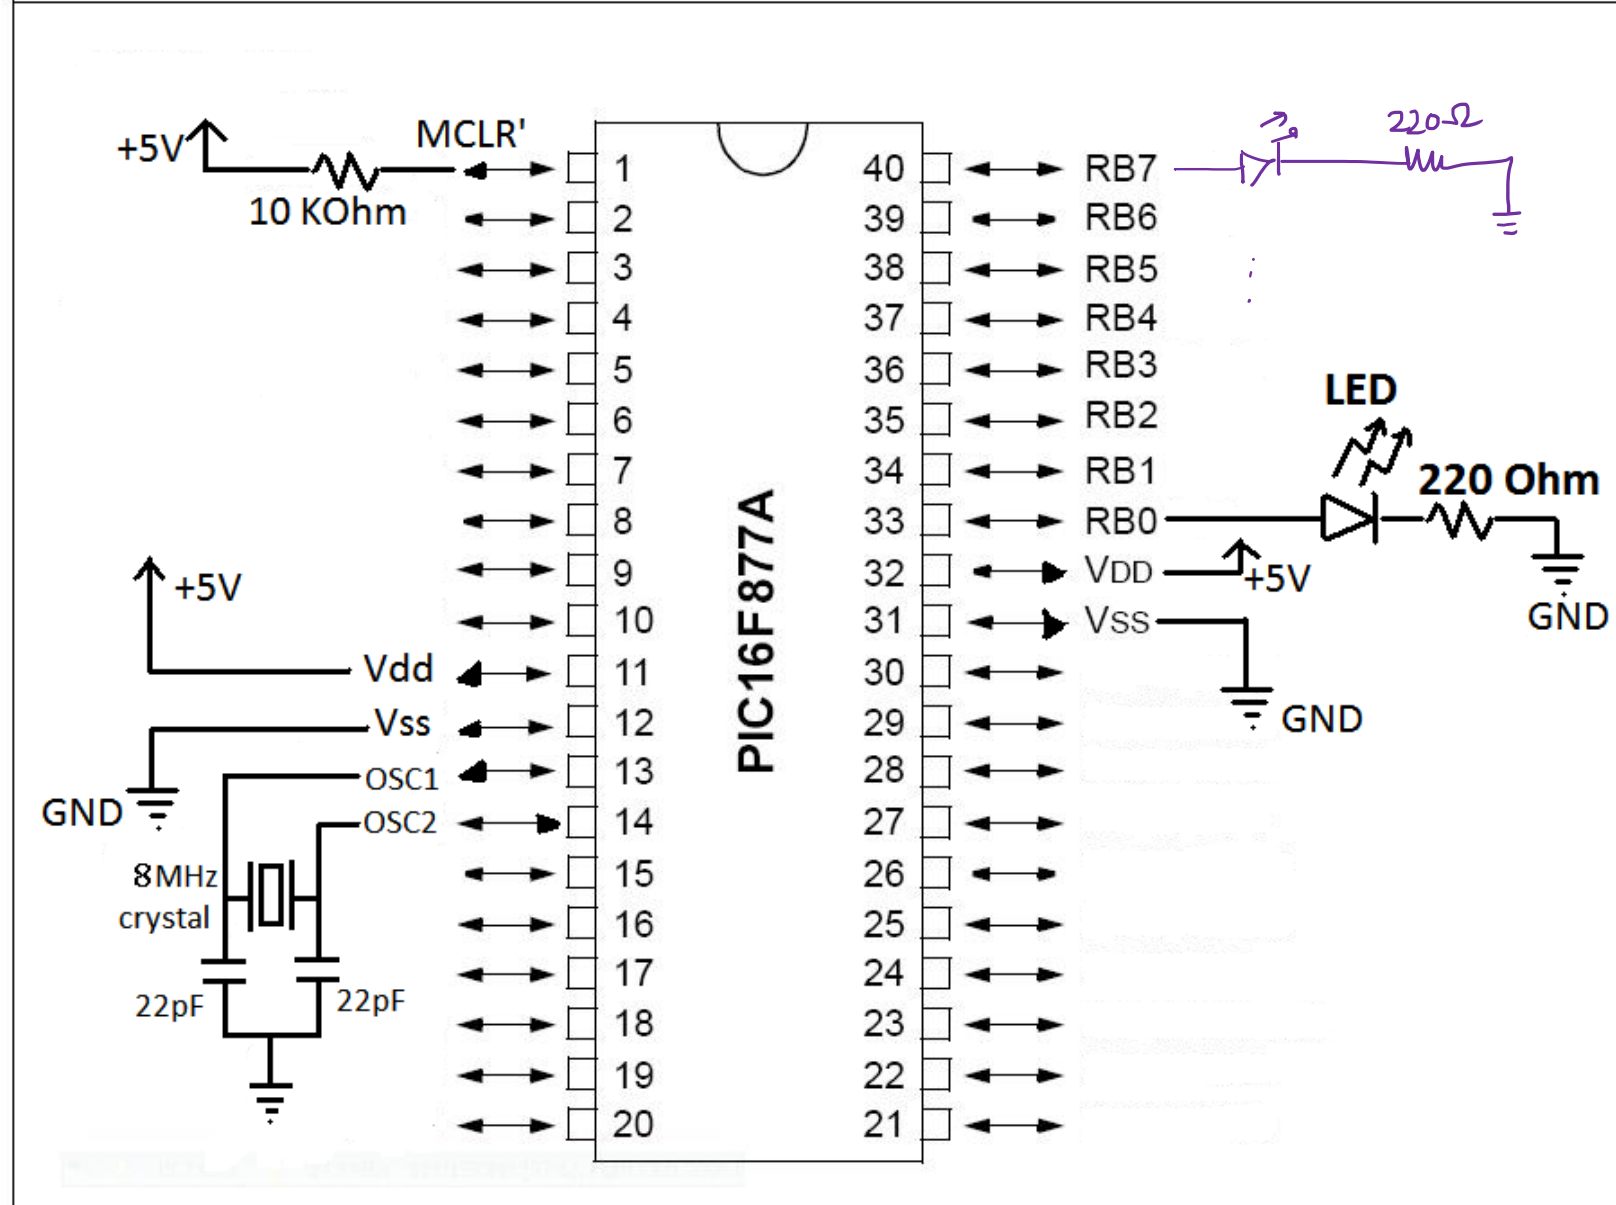 +5V
MCLR'
10 KOhm
1
2
3
4
5
6
7
8
9
10
11
12
13
14
15
16
17
18
19
20
+5V
Vdd
Vss
GND
OSC1
OSC2
8MHz
crystal
22pF
22pF
PIC16F877A
40 RB7
39 RB6
38 RB5
37 RB4
36 RB3
35 RB2
34 RB1
33 RB0
32 VDD
31 VSS
30
29
28
27
26
25
24
23
22
21
220Ω
LED
220 Ohm
GND
+5V
GND